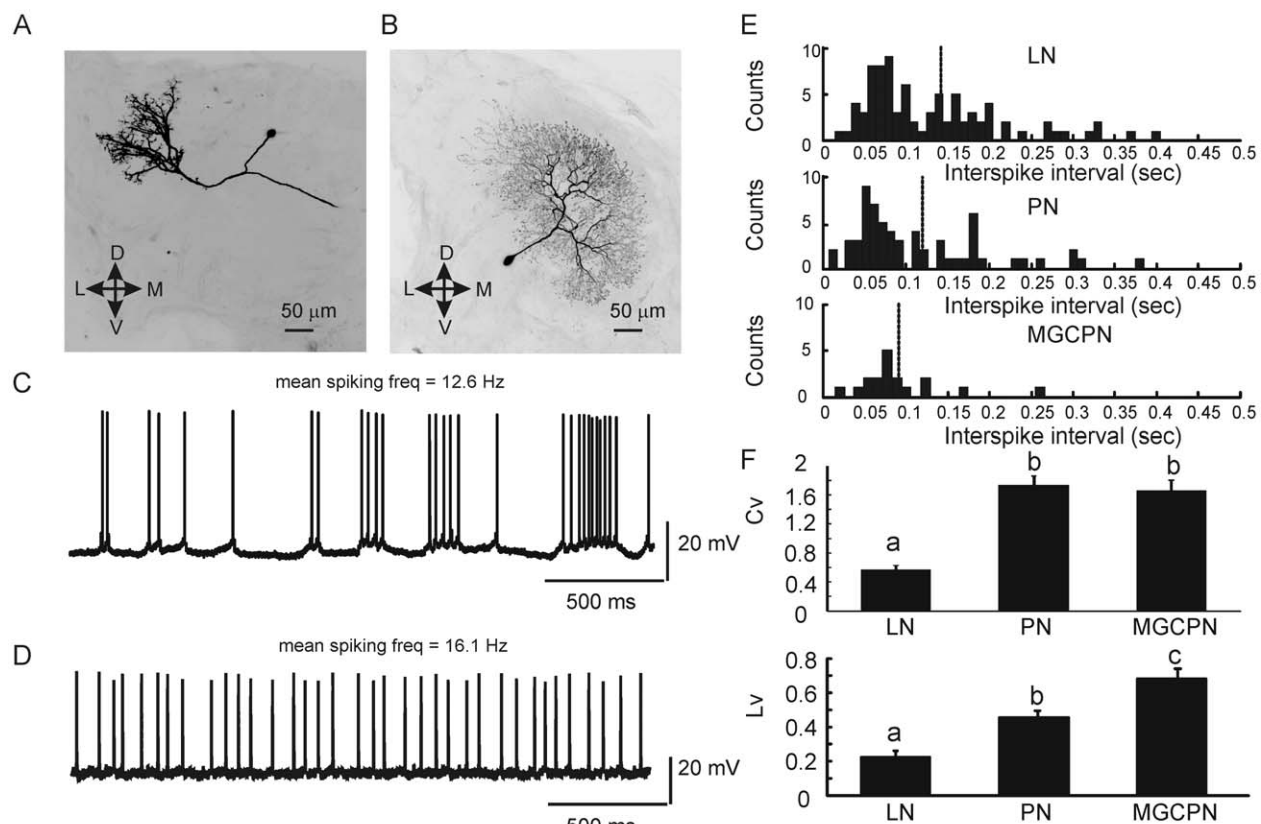 A
B
D
L M
V
50 µm
D
L M
V
50 µm
C
mean spiking freq = 12.6 Hz
20 mV
500 ms
D
mean spiking freq = 16.1 Hz
20 mV
500 ms
E
LN
Counts
10
5
0
0 0.05 0.1 0.15 0.2 0.25 0.3 0.35 0.4 0.45 0.5
Interspike interval (sec)
PN
Counts
10
5
0
0 0.05 0.1 0.15 0.2 0.25 0.3 0.35 0.4 0.45 0.5
Interspike interval (sec)
MGCPN
Counts
10
5
0
0 0.05 0.1 0.15 0.2 0.25 0.3 0.35 0.4 0.45 0.5
Interspike interval (sec)
F
Cv
2
1.6
1.2
0.8
0.4
0
a
b
b
LN PN MGCPN
Lv
0.8
0.6
0.4
0.2
0
a
b
c
LN PN MGCPN